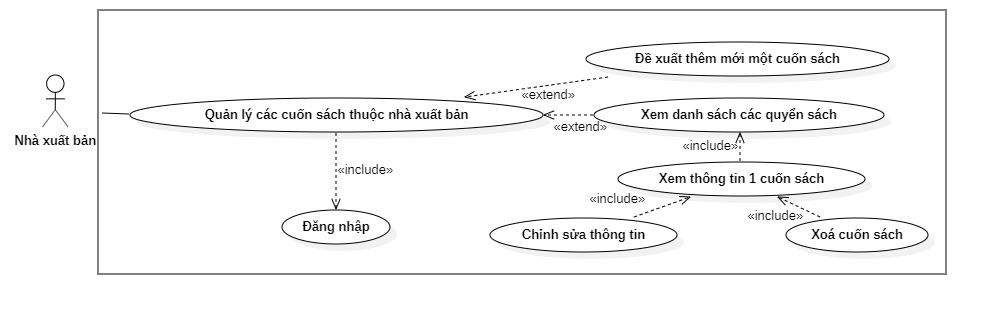 Đề xuất thêm mới một cuốn sách
«extend»
Quản lý các cuốn sách thuộc nhà xuất bản
Xem danh sách các quyển sách
«extend»
Nhà xuất bản
«include»
«include»
Xem thông tin 1 cuốn sách
«include»
«include»
Đăng nhập
Chỉnh sửa thông tin
Xoá cuốn sách